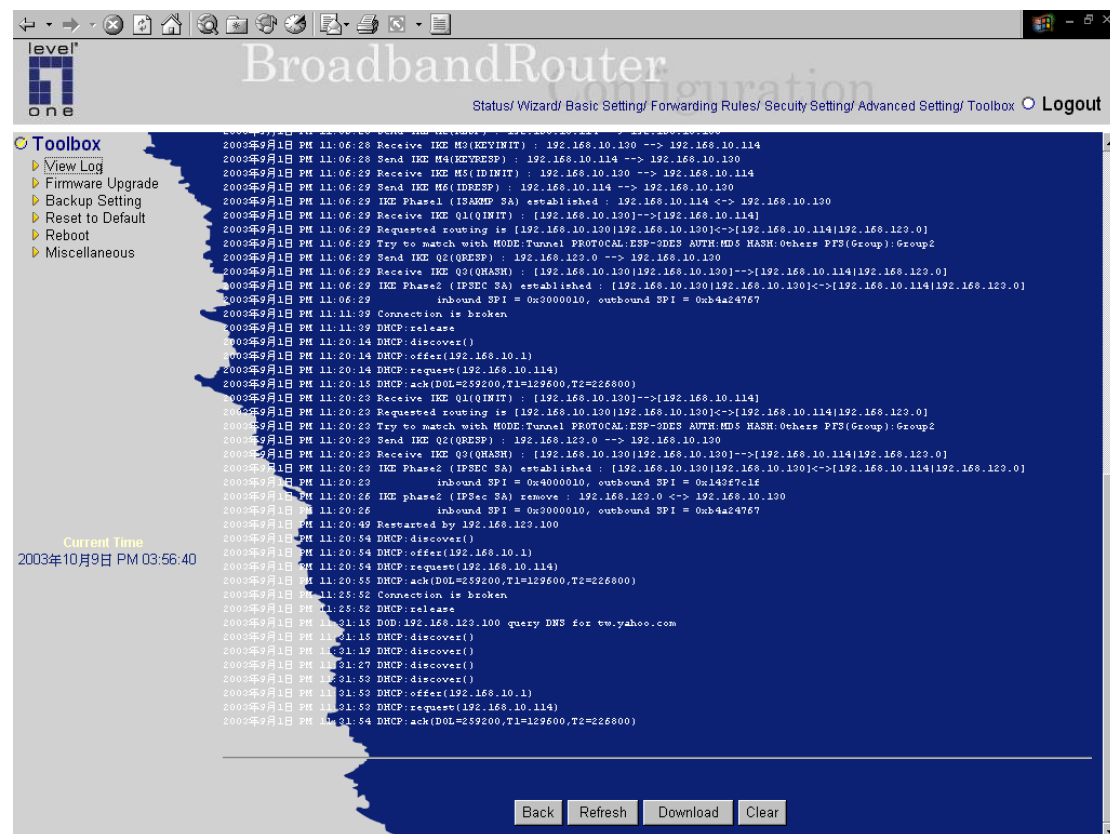 level one
BroadbandRouter
Configuration
Status/ Wizard/ Basic Setting/ Forwarding Rules/ Secuity Setting/ Advanced Setting/ Toolbox Logout
Toolbox
View Log
Firmware Upgrade
Backup Setting
Reset to Default
Reboot
Miscellaneous
Current Time
2003年10月9日 PM 03:56:40
2003年9月1日 PM 11:06:28 Receive IKE M3(KEYINIT) : 192.168.10.130 --> 192.168.10.114
2003年9月1日 PM 11:06:28 Send IKE M4(KEYRESP) : 192.168.10.114 --> 192.168.10.130
2003年9月1日 PM 11:06:29 Receive IKE M5(IDINIT) : 192.168.10.130 --> 192.168.10.114
2003年9月1日 PM 11:06:29 Send IKE M6(IDRESP) : 192.168.10.114 --> 192.168.10.130
2003年9月1日 PM 11:06:29 IKE Phase1 (ISAKMP SA) established : 192.168.10.114 <-> 192.168.10.130
2003年9月1日 PM 11:06:29 Receive IKE Q1(QINIT) : [192.168.10.130]-->[192.168.10.114]
2003年9月1日 PM 11:06:29 Requested routing is [192.168.10.130|192.168.10.130]<->[192.168.10.114|192.168.123.0]
2003年9月1日 PM 11:06:29 Try to match with MODE:Tunnel PROTOCAL:ESP-3DES AUTH:MD5 HASH:Others PFS(Group):Group2
2003年9月1日 PM 11:06:29 Send IKE Q2(QRESP) : 192.168.123.0 --> 192.168.10.130
2003年9月1日 PM 11:06:29 Receive IKE Q3(QHASH) : [192.168.10.130|192.168.10.130]-->[192.168.10.114|192.168.123.0]
2003年9月1日 PM 11:06:29 IKE Phase2 (IPSEC SA) established : [192.168.10.130|192.168.10.130]<->[192.168.10.114|192.168.123.0]
2003年9月1日 PM 11:06:29 inbound SPI = 0x3000010, outbound SPI = 0xb4a24767
2003年9月1日 PM 11:11:39 Connection is broken
2003年9月1日 PM 11:11:39 DHCP:release
2003年9月1日 PM 11:20:14 DHCP:discover()
2003年9月1日 PM 11:20:14 DHCP:offer(192.168.10.1)
2003年9月1日 PM 11:20:14 DHCP:request(192.168.10.114)
2003年9月1日 PM 11:20:15 DHCP:ack(DOL=259200,T1=129600,T2=226800)
2003年9月1日 PM 11:20:23 Receive IKE Q1(QINIT) : [192.168.10.130]-->[192.168.10.114]
2003年9月1日 PM 11:20:23 Requested routing is [192.168.10.130|192.168.10.130]<->[192.168.10.114|192.168.123.0]
2003年9月1日 PM 11:20:23 Try to match with MODE:Tunnel PROTOCAL:ESP-3DES AUTH:MD5 HASH:Others PFS(Group):Group2
2003年9月1日 PM 11:20:23 Send IKE Q2(QRESP) : 192.168.123.0 --> 192.168.10.130
2003年9月1日 PM 11:20:23 Receive IKE Q3(QHASH) : [192.168.10.130|192.168.10.130]-->[192.168.10.114|192.168.123.0]
2003年9月1日 PM 11:20:23 IKE Phase2 (IPSEC SA) established : [192.168.10.130|192.168.10.130]<->[192.168.10.114|192.168.123.0]
2003年9月1日 PM 11:20:23 inbound SPI = 0x4000010, outbound SPI = 0x143f7c1f
2003年9月1日 PM 11:20:26 IKE phase2 (IPSec SA) remove : 192.168.123.0 <-> 192.168.10.130
2003年9月1日 PM 11:20:26 inbound SPI = 0x3000010, outbound SPI = 0xb4a24767
2003年9月1日 PM 11:20:49 Restarted by 192.168.123.100
2003年9月1日 PM 11:20:54 DHCP:discover()
2003年9月1日 PM 11:20:54 DHCP:offer(192.168.10.1)
2003年9月1日 PM 11:20:54 DHCP:request(192.168.10.114)
2003年9月1日 PM 11:20:55 DHCP:ack(DOL=259200,T1=129600,T2=226800)
2003年9月1日 PM 11:25:52 Connection is broken
2003年9月1日 PM 11:25:52 DHCP:release
2003年9月1日 PM 11:31:15 DOD:192.168.123.100 query DNS for tw.yahoo.com
2003年9月1日 PM 11:31:15 DHCP:discover()
2003年9月1日 PM 11:31:19 DHCP:discover()
2003年9月1日 PM 11:31:27 DHCP:discover()
2003年9月1日 PM 11:31:53 DHCP:discover()
2003年9月1日 PM 11:31:53 DHCP:offer(192.168.10.1)
2003年9月1日 PM 11:31:53 DHCP:request(192.168.10.114)
2003年9月1日 PM 11:31:54 DHCP:ack(DOL=259200,T1=129600,T2=226800)
Back Refresh Download Clear